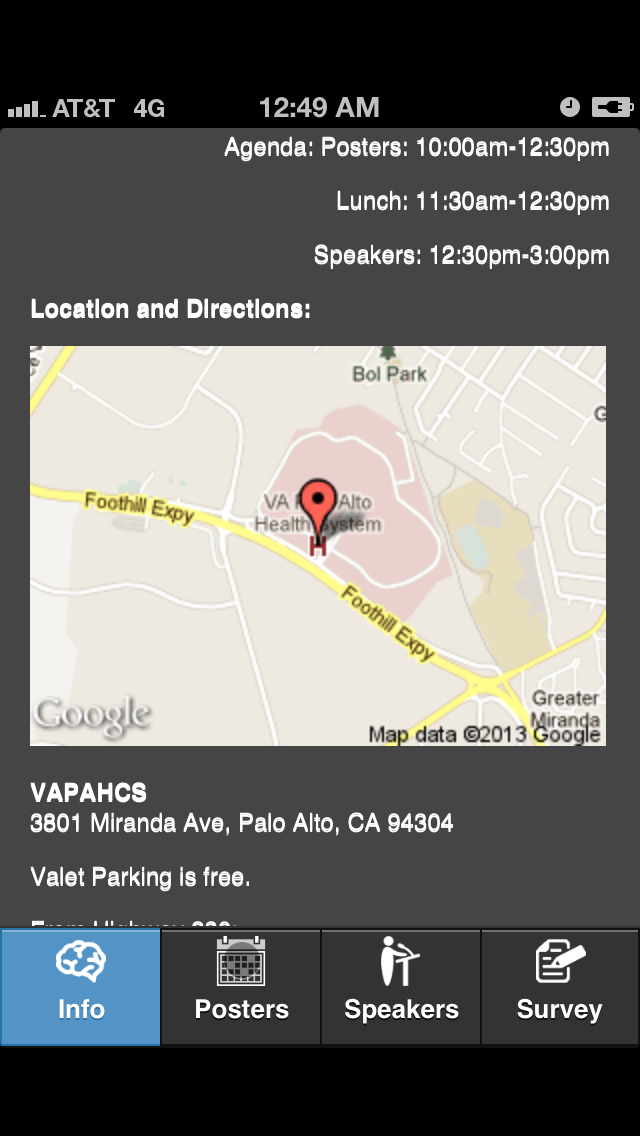 AT&T 4G 12:49 AM
Agenda: Posters: 10:00am-12:30pm
Lunch: 11:30am-12:30pm
Speakers: 12:30pm-3:00pm
Location and Directions:
Bol Park
Foothill Expy
VA Alto
Health System
H
Foothill Expy
Greater
Miranda
Google
Map data ©2013 Google
VAPAHCS
3801 Miranda Ave, Palo Alto, CA 94304
Valet Parking is free.
Info
Posters
Speakers
Survey